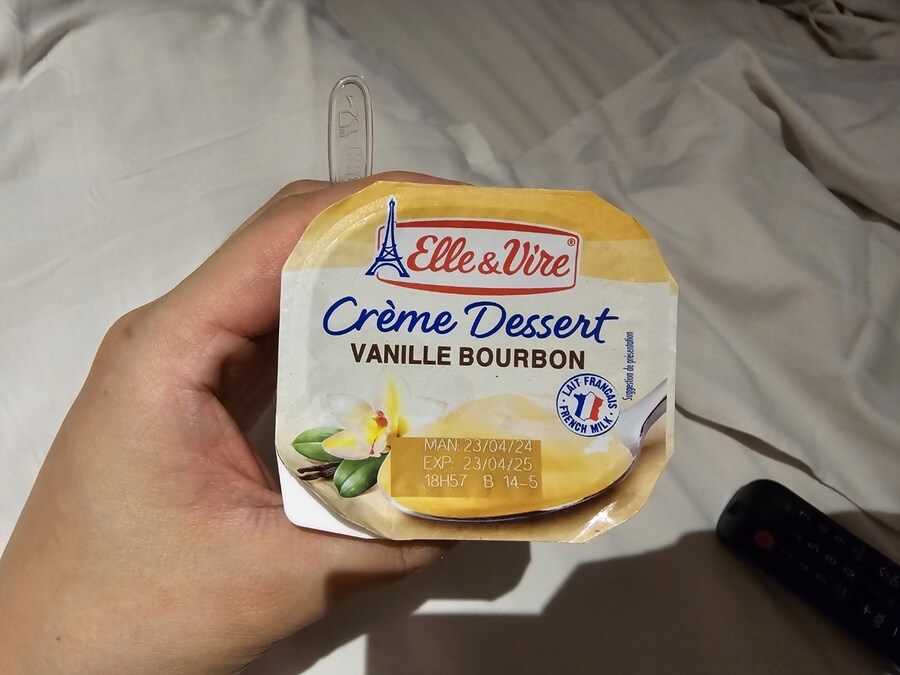 Elle & Vire®
Crème Dessert
VANILLE BOURBON
Suggestion de présentation
LAIT FRANÇAIS
FRENCH MILK
MAN: 23/04/24
EXP: 23/04/25
18H57 B 14-5